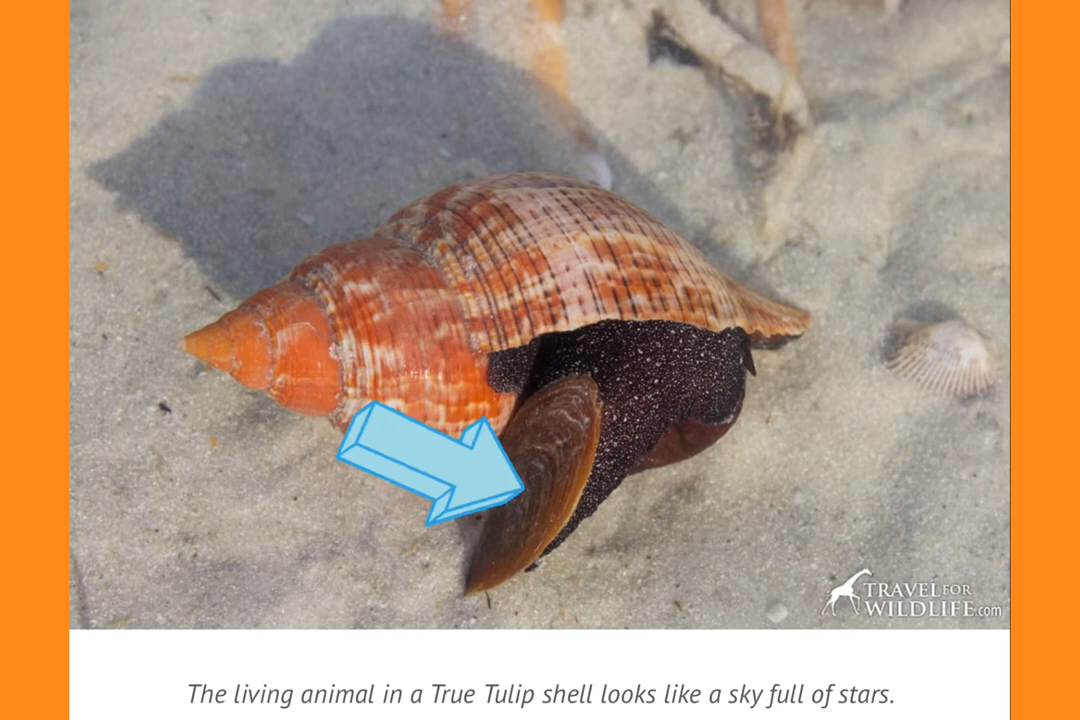 TRAVEL FOR
WILDLIFE.com
The living animal in a True Tulip shell looks like a sky full of stars.